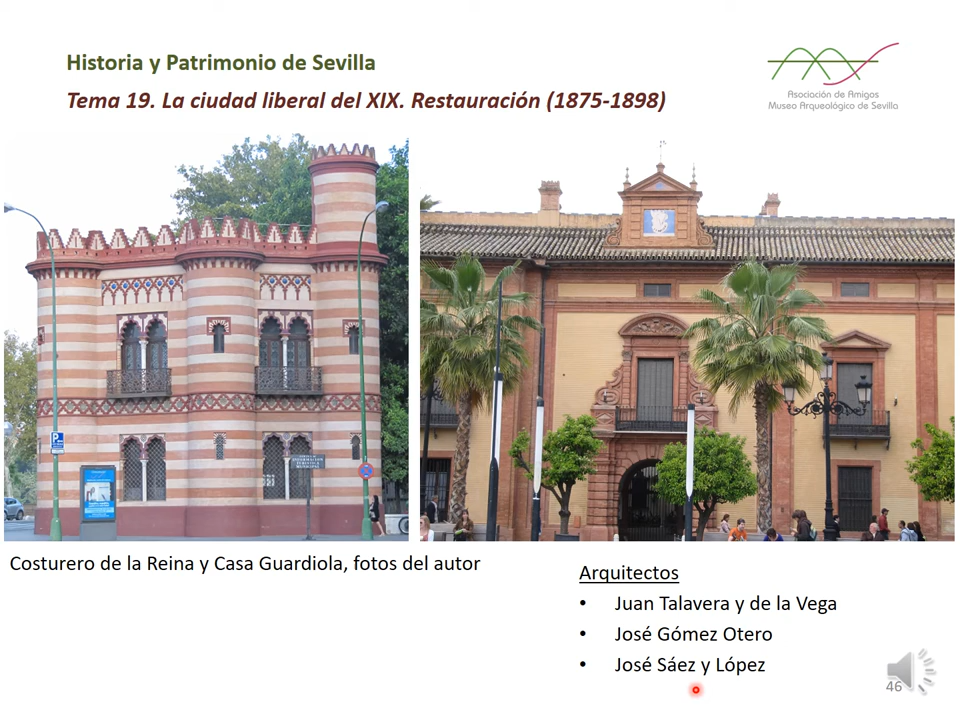 Historia y Patrimonio de Sevilla
Tema 19. La ciudad liberal del XIX. Restauración (1875-1898)
Asociación de Amigos
Museo Arqueológico de Sevilla
P
INFORMACION
TURISTICA
Costurero de la Reina y Casa Guardiola, fotos del autor
Arquitectos
• Juan Talavera y de la Vega
• José Gómez Otero
• José Sáez y López
46